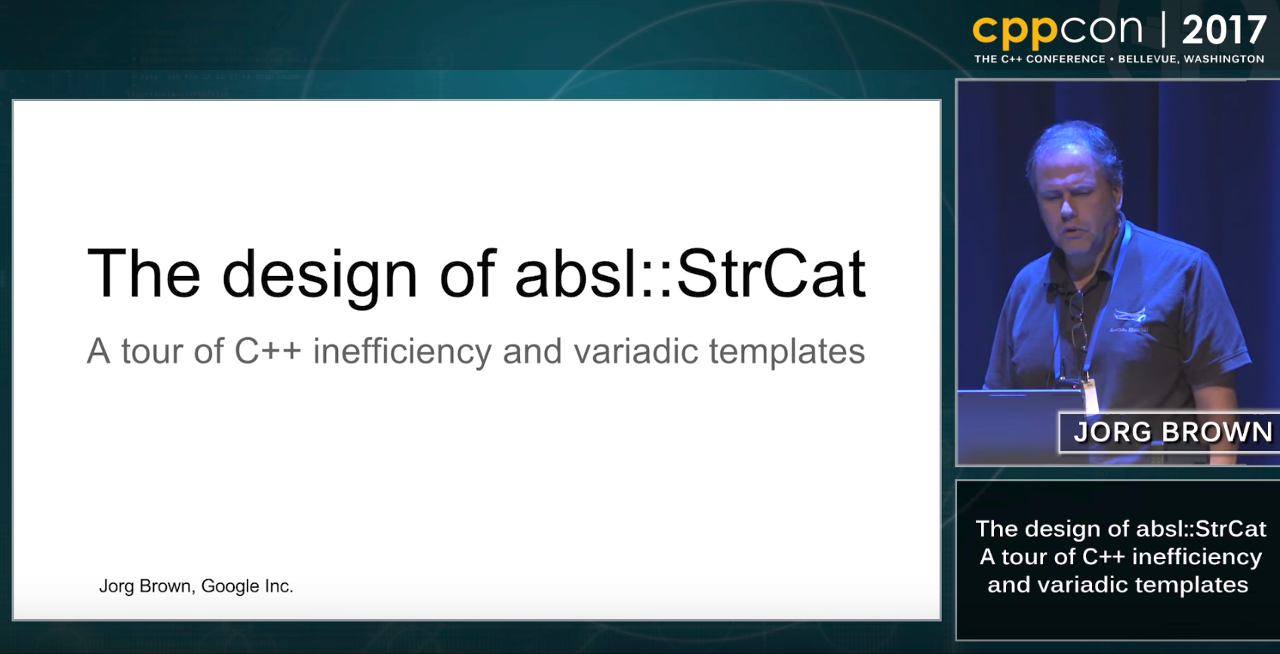 cppcon | 2017
THE C++ CONFERENCE • BELLEVUE, WASHINGTON
The design of absl::StrCat
A tour of C++ inefficiency and variadic templates
Jorg Brown, Google Inc.
JORG BROWN
The design of absl::StrCat
A tour of C++ inefficiency
and variadic templates